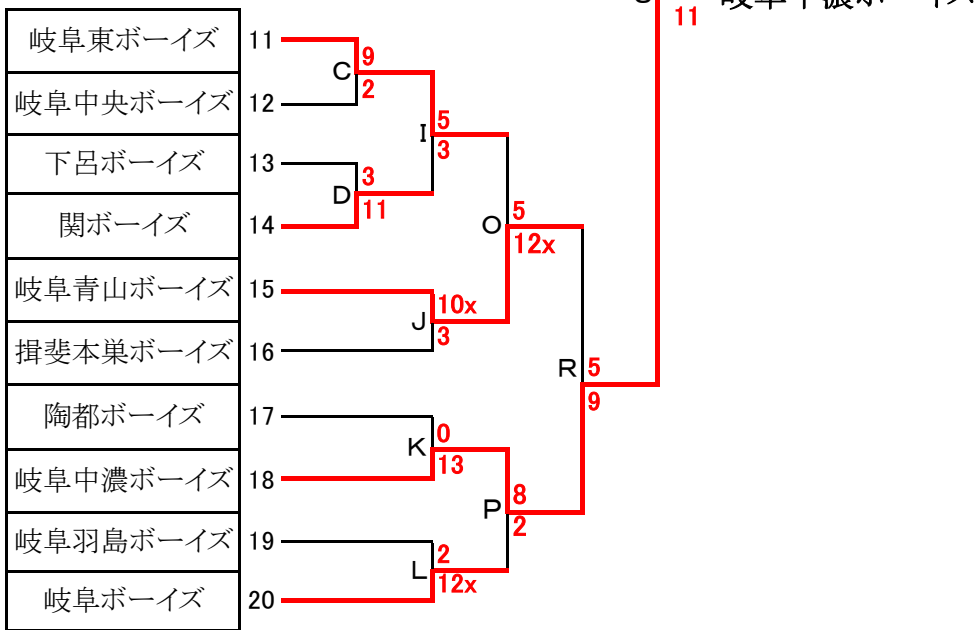 11
岐阜東ボーイズ 11
C 9
2
岐阜中央ボーイズ 12
I 5
3
下呂ボーイズ 13
D 3
11
関ボーイズ 14
O 5
12x
岐阜青山ボーイズ 15
J 10x
3
揖斐本巣ボーイズ 16
R 5
9
陶都ボーイズ 17
K 0
13
岐阜中濃ボーイズ 18
P 8
2
岐阜羽島ボーイズ 19
L 2
12x
岐阜ボーイズ 20